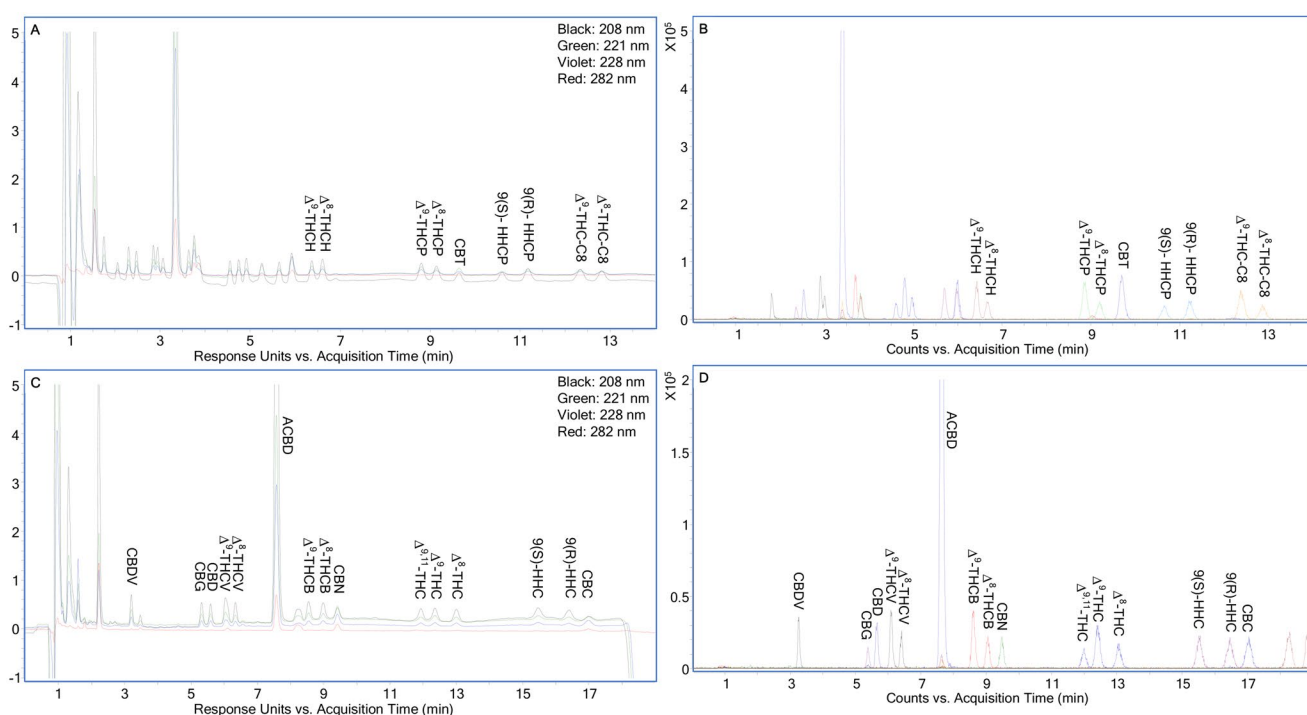 A
Black: 208 nm
Green: 221 nm
Violet: 228 nm
Red: 282 nm
5
4
3
2
1
0
-1
Δ⁹-THCH
Δ⁸-THCH
Δ⁹-THCP
Δ⁸-THCP
CBT
9(S)- HHCP
9(R)- HHCP
Δ⁹-THC-C8
Δ⁸-THC-C8
1 3 5 7 9 11 13
Response Units vs. Acquisition Time (min)
B
X10⁵
5
4
3
2
1
0
Δ⁹-THCH
Δ⁸-THCH
Δ⁹-THCP
Δ⁸-THCP
CBT
9(S)- HHCP
9(R)- HHCP
Δ⁹-THC-C8
Δ⁸-THC-C8
1 3 5 7 9 11 13
Counts vs. Acquisition Time (min)
C
Black: 208 nm
Green: 221 nm
Violet: 228 nm
Red: 282 nm
5
4
3
2
1
0
-1
CBDV
CBG
CBD
Δ⁹-THCV
Δ⁸-THCV
ACBD
Δ⁹-THCB
Δ⁸-THCB
CBN
Δ⁹,¹¹-THC
Δ⁹-THC
Δ⁸-THC
9(S)-HHC
9(R)-HHC
CBC
1 3 5 7 9 11 13 15 17
Response Units vs. Acquisition Time (min)
D
X10⁵
2
1.5
1
0.5
0
CBDV
CBG
CBD
Δ⁹-THCV
Δ⁸-THCV
ACBD
Δ⁹-THCB
Δ⁸-THCB
CBN
Δ⁹,¹¹-THC
Δ⁹-THC
Δ⁸-THC
9(S)-HHC
9(R)-HHC
CBC
1 3 5 7 9 11 13 15 17
Counts vs. Acquisition Time (min)